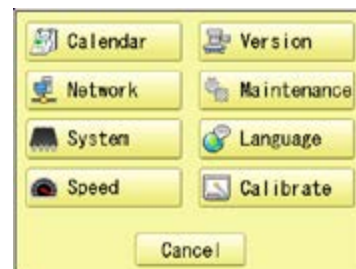 Calendar
Version
Network
Maintenance
System
Language
Speed
Calibrate
Cancel